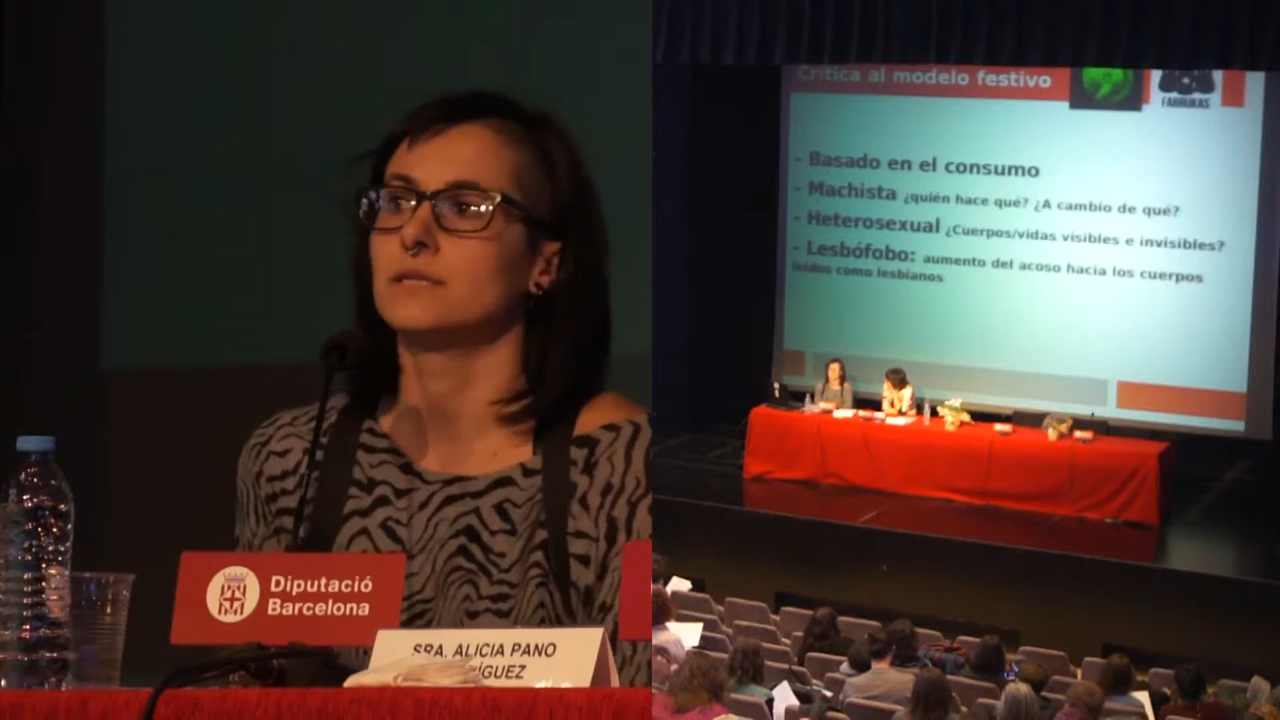 Diputació
Barcelona
SRA. ALICIA PANO
ÍGUEZ
Crítica al modelo festivo
FARRUKAS
- Basado en el consumo
- Machista ¿quién hace qué? ¿A cambio de qué?
- Heterosexual ¿Cuerpos/vidas visibles e invisibles?
- Lesbófobo: aumento del acoso hacia los cuerpos
leídos como lesbianos